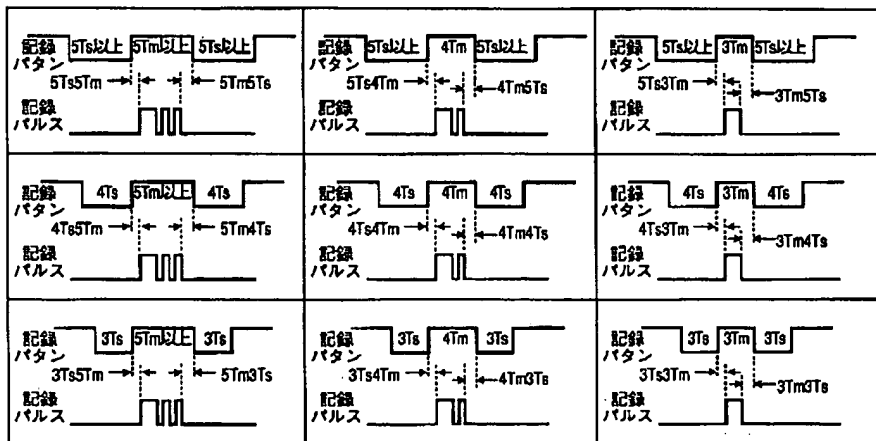 記録パタン 5Ts以上 5Tm以上 5Ts以上
5Ts5Tm 5Tm5Ts
記録パルス
記録パタン 5Ts以上 4Tm 5Ts以上
5Ts4Tm 4Tm5Ts
記録パルス
記録パタン 5Ts以上 3Tm 5Ts以上
5Ts3Tm 3Tm5Ts
記録パルス
記録パタン 4Ts 5Tm以上 4Ts
4Ts5Tm 5Tm4Ts
記録パルス
記録パタン 4Ts 4Tm 4Ts
4Ts4Tm 4Tm4Ts
記録パルス
記録パタン 4Ts 3Tm 4Ts
4Ts3Tm 3Tm4Ts
記録パルス
記録パタン 3Ts 5Tm以上 3Ts
3Ts5Tm 5Tm3Ts
記録パルス
記録パタン 3Ts 4Tm 3Ts
3Ts4Tm 4Tm3Ts
記録パルス
記録パタン 3Ts 3Tm 3Ts
3Ts3Tm 3Tm3Ts
記録パルス